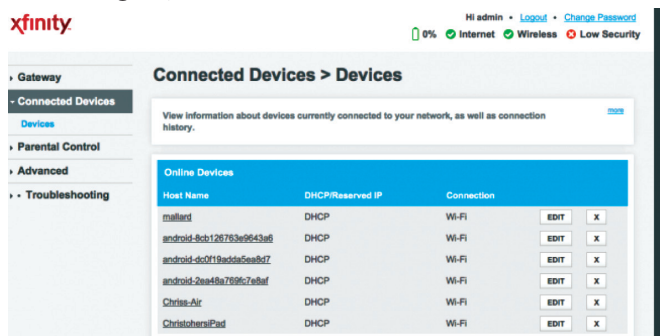 xfinity.
Hi admin • Logout • Change Password
0% Internet Wireless Low Security
Gateway
Connected Devices
Devices
Parental Control
Advanced
Troubleshooting
Connected Devices > Devices
View information about devices currently connected to your network, as well as connection
history.
more
Online Devices
Host Name DHCP/Reserved IP Connection
mallard DHCP Wi-Fi EDIT X
android-8cb126763e9643a6 DHCP Wi-Fi EDIT X
android-dc0f19adda5ea8d7 DHCP Wi-Fi EDIT X
android-2ea48a769fc7e8af DHCP Wi-Fi EDIT X
Chriss-Air DHCP Wi-Fi EDIT X
ChristohersiPad DHCP Wi-Fi EDIT X